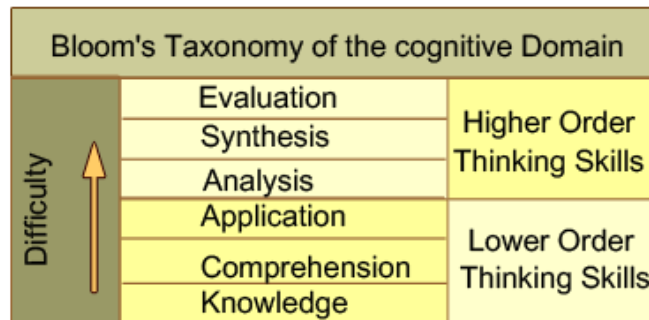 Bloom's Taxonomy of the cognitive Domain
Difficulty
Evaluation
Synthesis
Analysis
Application
Comprehension
Knowledge
Higher Order
Thinking Skills
Lower Order
Thinking Skills